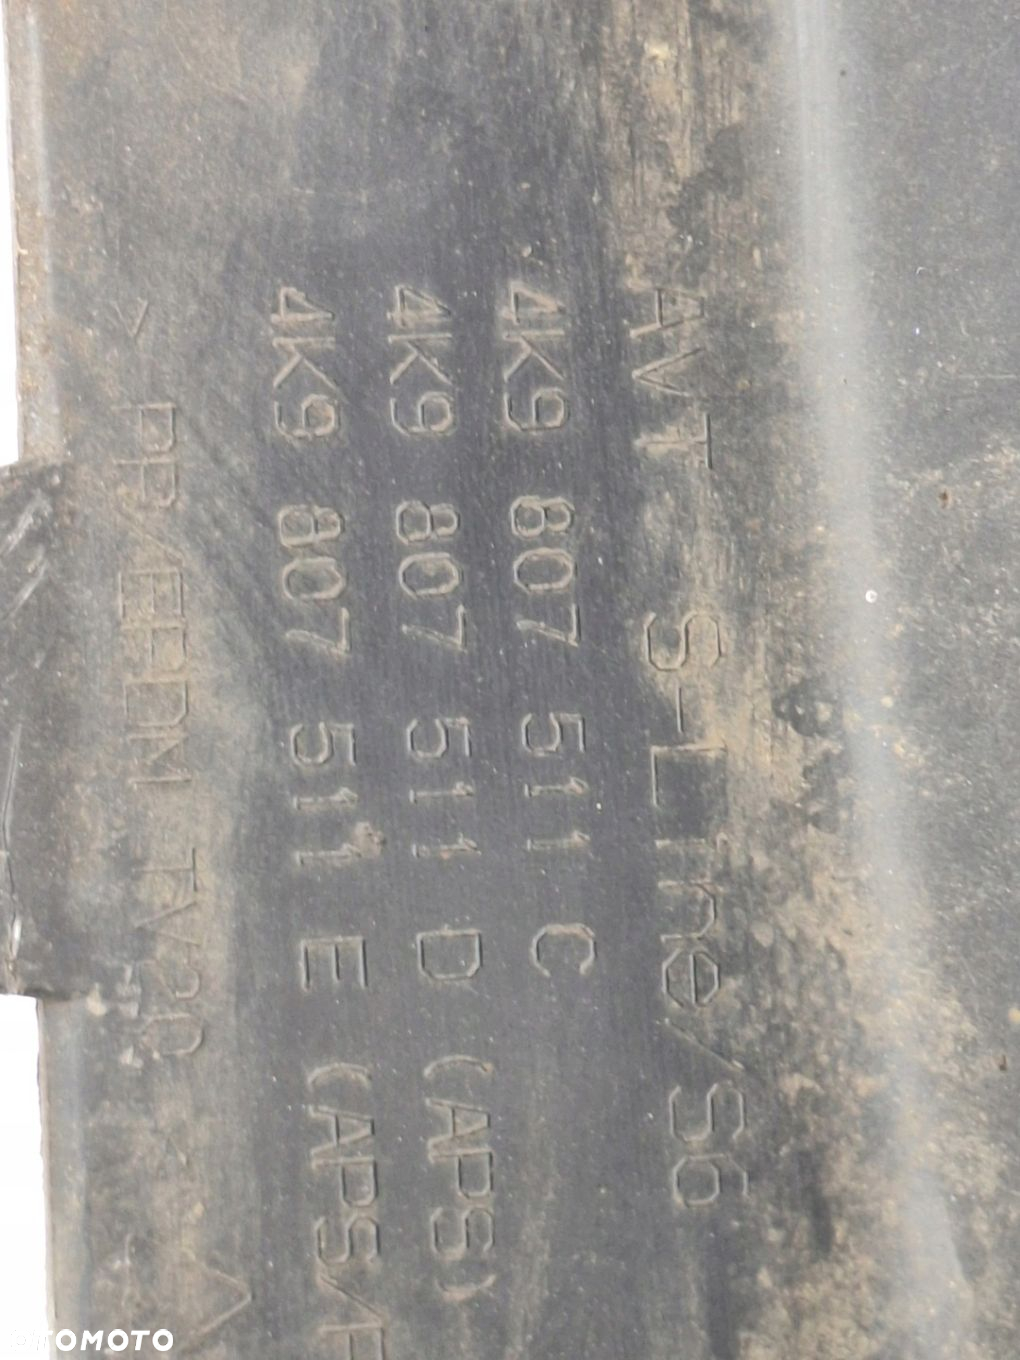 AVT S-Line/S6
4K9 807 511 C
4K9 807 511 D (APS)
4K9 807 511 E (APS/F
>PP/EPDM TV20<
OTOMOTO